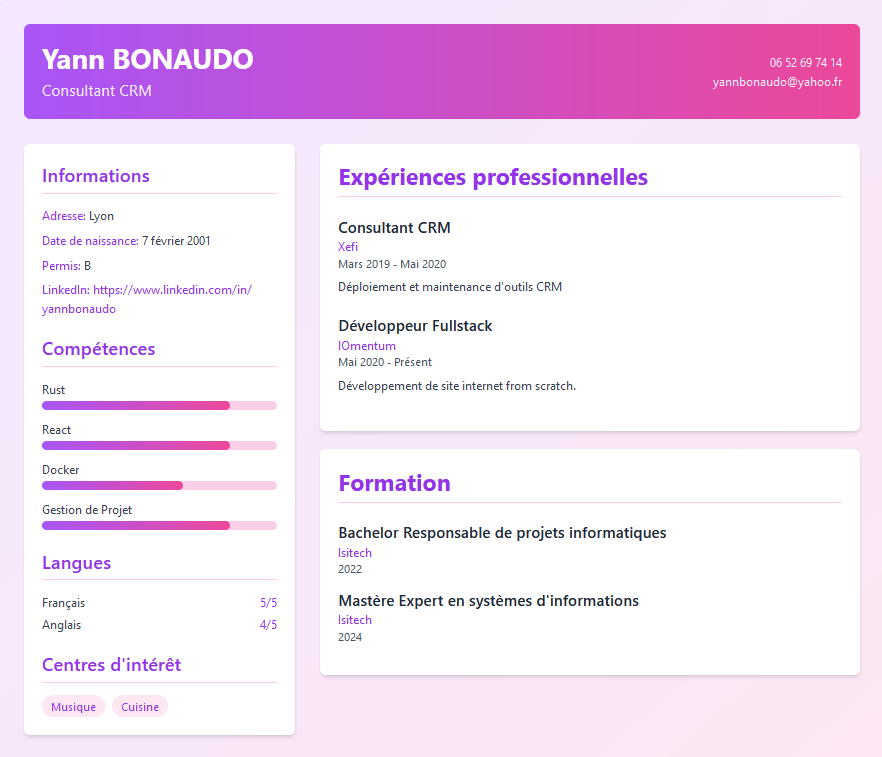 Yann BONAUDO
Consultant CRM
06 52 69 74 14
yannbonaudo@yahoo.fr
Informations
Adresse: Lyon
Date de naissance: 7 février 2001
Permis: B
LinkedIn: https://www.linkedin.com/in/
yannbonaudo
Compétences
Rust
React
Docker
Gestion de Projet
Langues
Français 5/5
Anglais 4/5
Centres d'intérêt
Musique Cuisine
Expériences professionnelles
Consultant CRM
Xefi
Mars 2019 - Mai 2020
Déploiement et maintenance d'outils CRM
Développeur Fullstack
IOmentum
Mai 2020 - Présent
Développement de site internet from scratch.
Formation
Bachelor Responsable de projets informatiques
Isitech
2022
Mastère Expert en systèmes d'informations
Isitech
2024